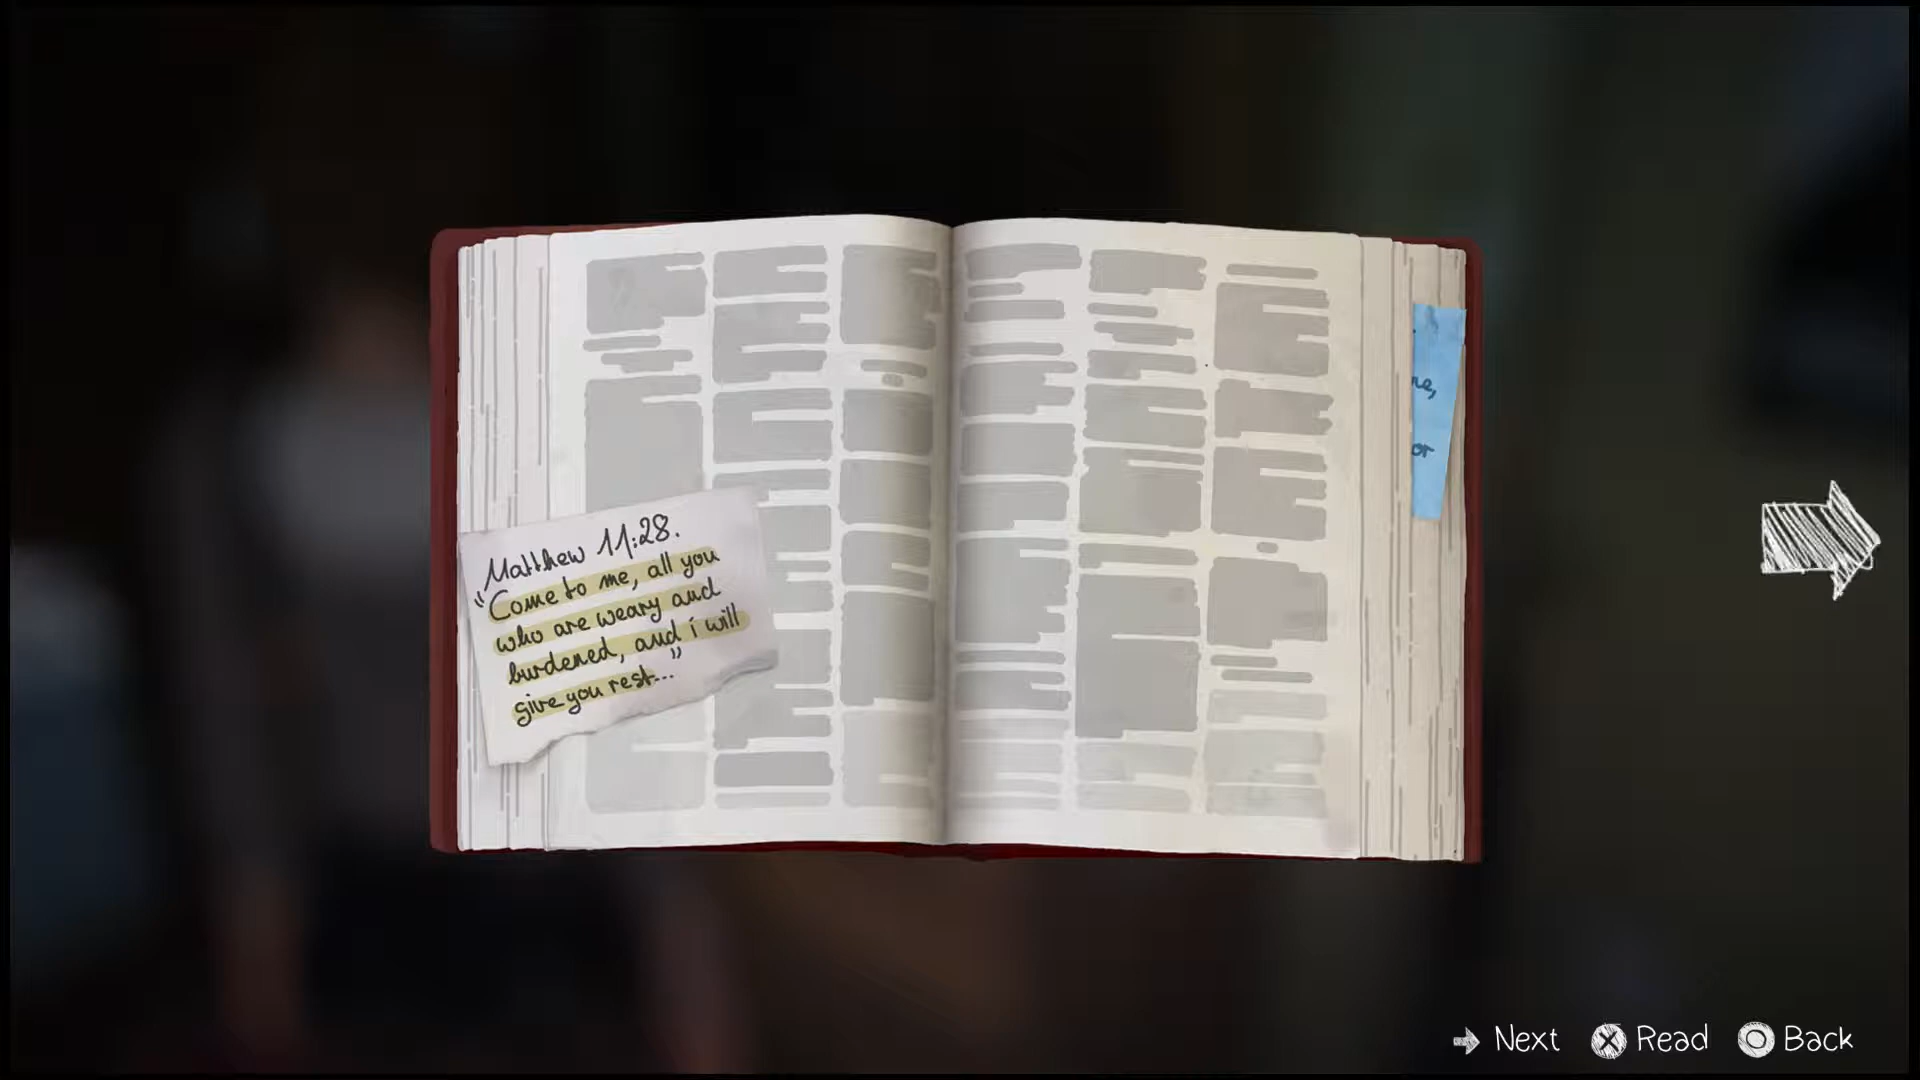 Matthew 11:28.
"Come to me, all you
who are weary and
burdened, and i will
give you rest..."
or
Next Read Back